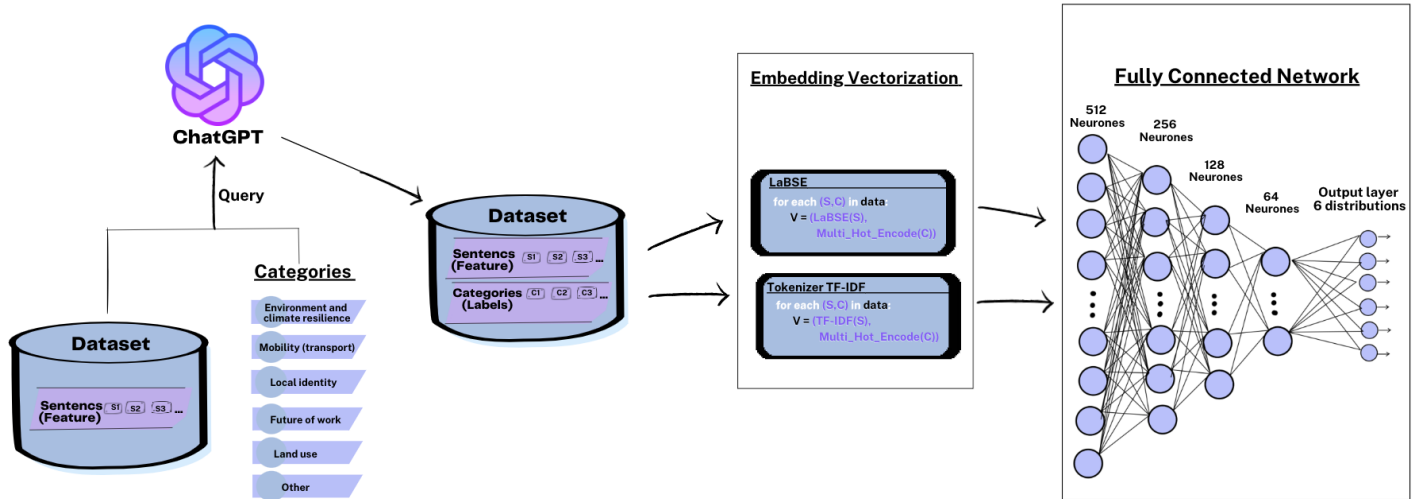 ChatGPT
Query
Dataset
Sentencs
(Feature)
S1 S2 S3 ...
Categories
Environment and
climate resilience
Mobility (transport)
Local identity
Future of work
Land use
Other
Dataset
Sentencs
(Feature)
S1 S2 S3 ...
Categories
(Labels)
C1 C2 C3 ...
Embedding Vectorization
LaBSE
for each (S,C) in data:
V = (LaBSE(S),
Multi_Hot_Encode(C))
Tokenizer TF-IDF
for each (S,C) in data:
V = (TF-IDF(S),
Multi_Hot_Encode(C))
Fully Connected Network
512
Neurones
256
Neurones
128
Neurones
64
Neurones
Output layer
6 distributions